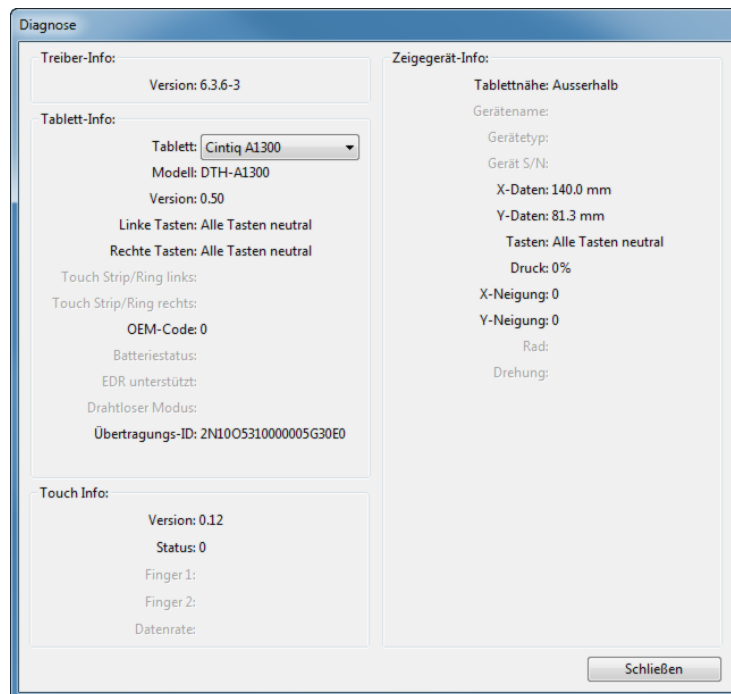 Diagnose
Treiber-Info:
Version: 6.3.6-3
Tablett-Info:
Tablett: Cintiq A1300
Modell: DTH-A1300
Version: 0.50
Linke Tasten: Alle Tasten neutral
Rechte Tasten: Alle Tasten neutral
Touch Strip/Ring links:
Touch Strip/Ring rechts:
OEM-Code: 0
Batteriestatus:
EDR unterstützt:
Drahtloser Modus:
Übertragungs-ID: 2N10O5310000005G30E0
Touch Info:
Version: 0.12
Status: 0
Finger 1:
Finger 2:
Datenrate:
Zeigegerät-Info:
Tablettnähe: Ausserhalb
Gerätename:
Gerätetyp:
Gerät S/N:
X-Daten: 140.0 mm
Y-Daten: 81.3 mm
Tasten: Alle Tasten neutral
Druck: 0%
X-Neigung: 0
Y-Neigung: 0
Rad:
Drehung:
Schließen